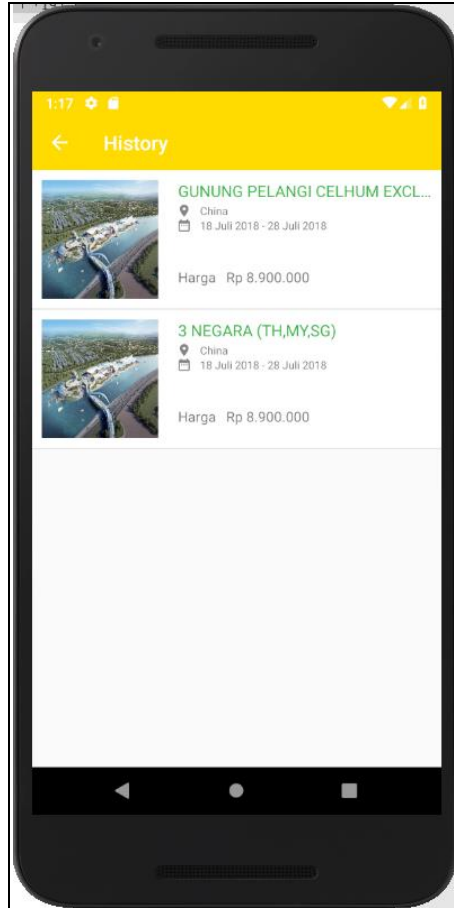 1:17
History
GUNUNG PELANGI CELHUM EXCL...
China
18 Juli 2018 - 28 Juli 2018
Harga Rp 8.900.000
3 NEGARA (TH,MY,SG)
China
18 Juli 2018 - 28 Juli 2018
Harga Rp 8.900.000